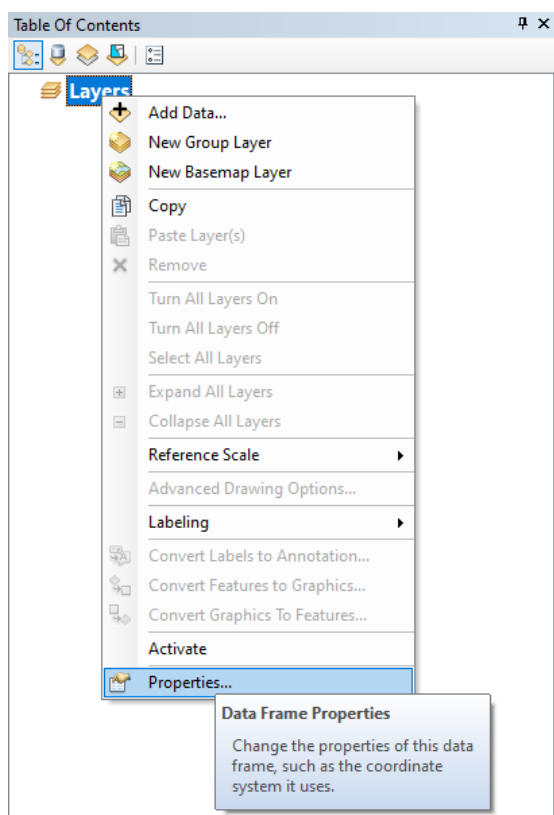 Table Of Contents
Layers
Add Data...
New Group Layer
New Basemap Layer
Copy
Paste Layer(s)
Remove
Turn All Layers On
Turn All Layers Off
Select All Layers
Expand All Layers
Collapse All Layers
Reference Scale
Advanced Drawing Options...
Labeling
Convert Labels to Annotation...
Convert Features to Graphics...
Convert Graphics To Features...
Activate
Properties...
Data Frame Properties
Change the properties of this data
frame, such as the coordinate
system it uses.